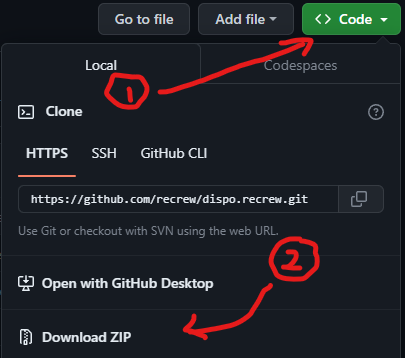 Go to file
Add file
<> Code
Local
Codespaces
1
Clone
?
HTTPS
SSH
GitHub CLI
https://github.com/recrew/dispo.recrew.git
Use Git or checkout with SVN using the web URL.
2
Open with GitHub Desktop
Download ZIP